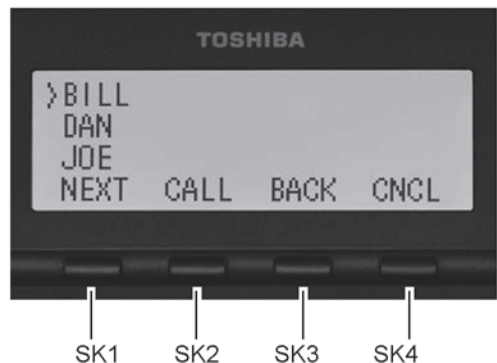 TOSHIBA
>BILL
DAN
JOE
NEXT CALL BACK CNCL
SK1 SK2 SK3 SK4